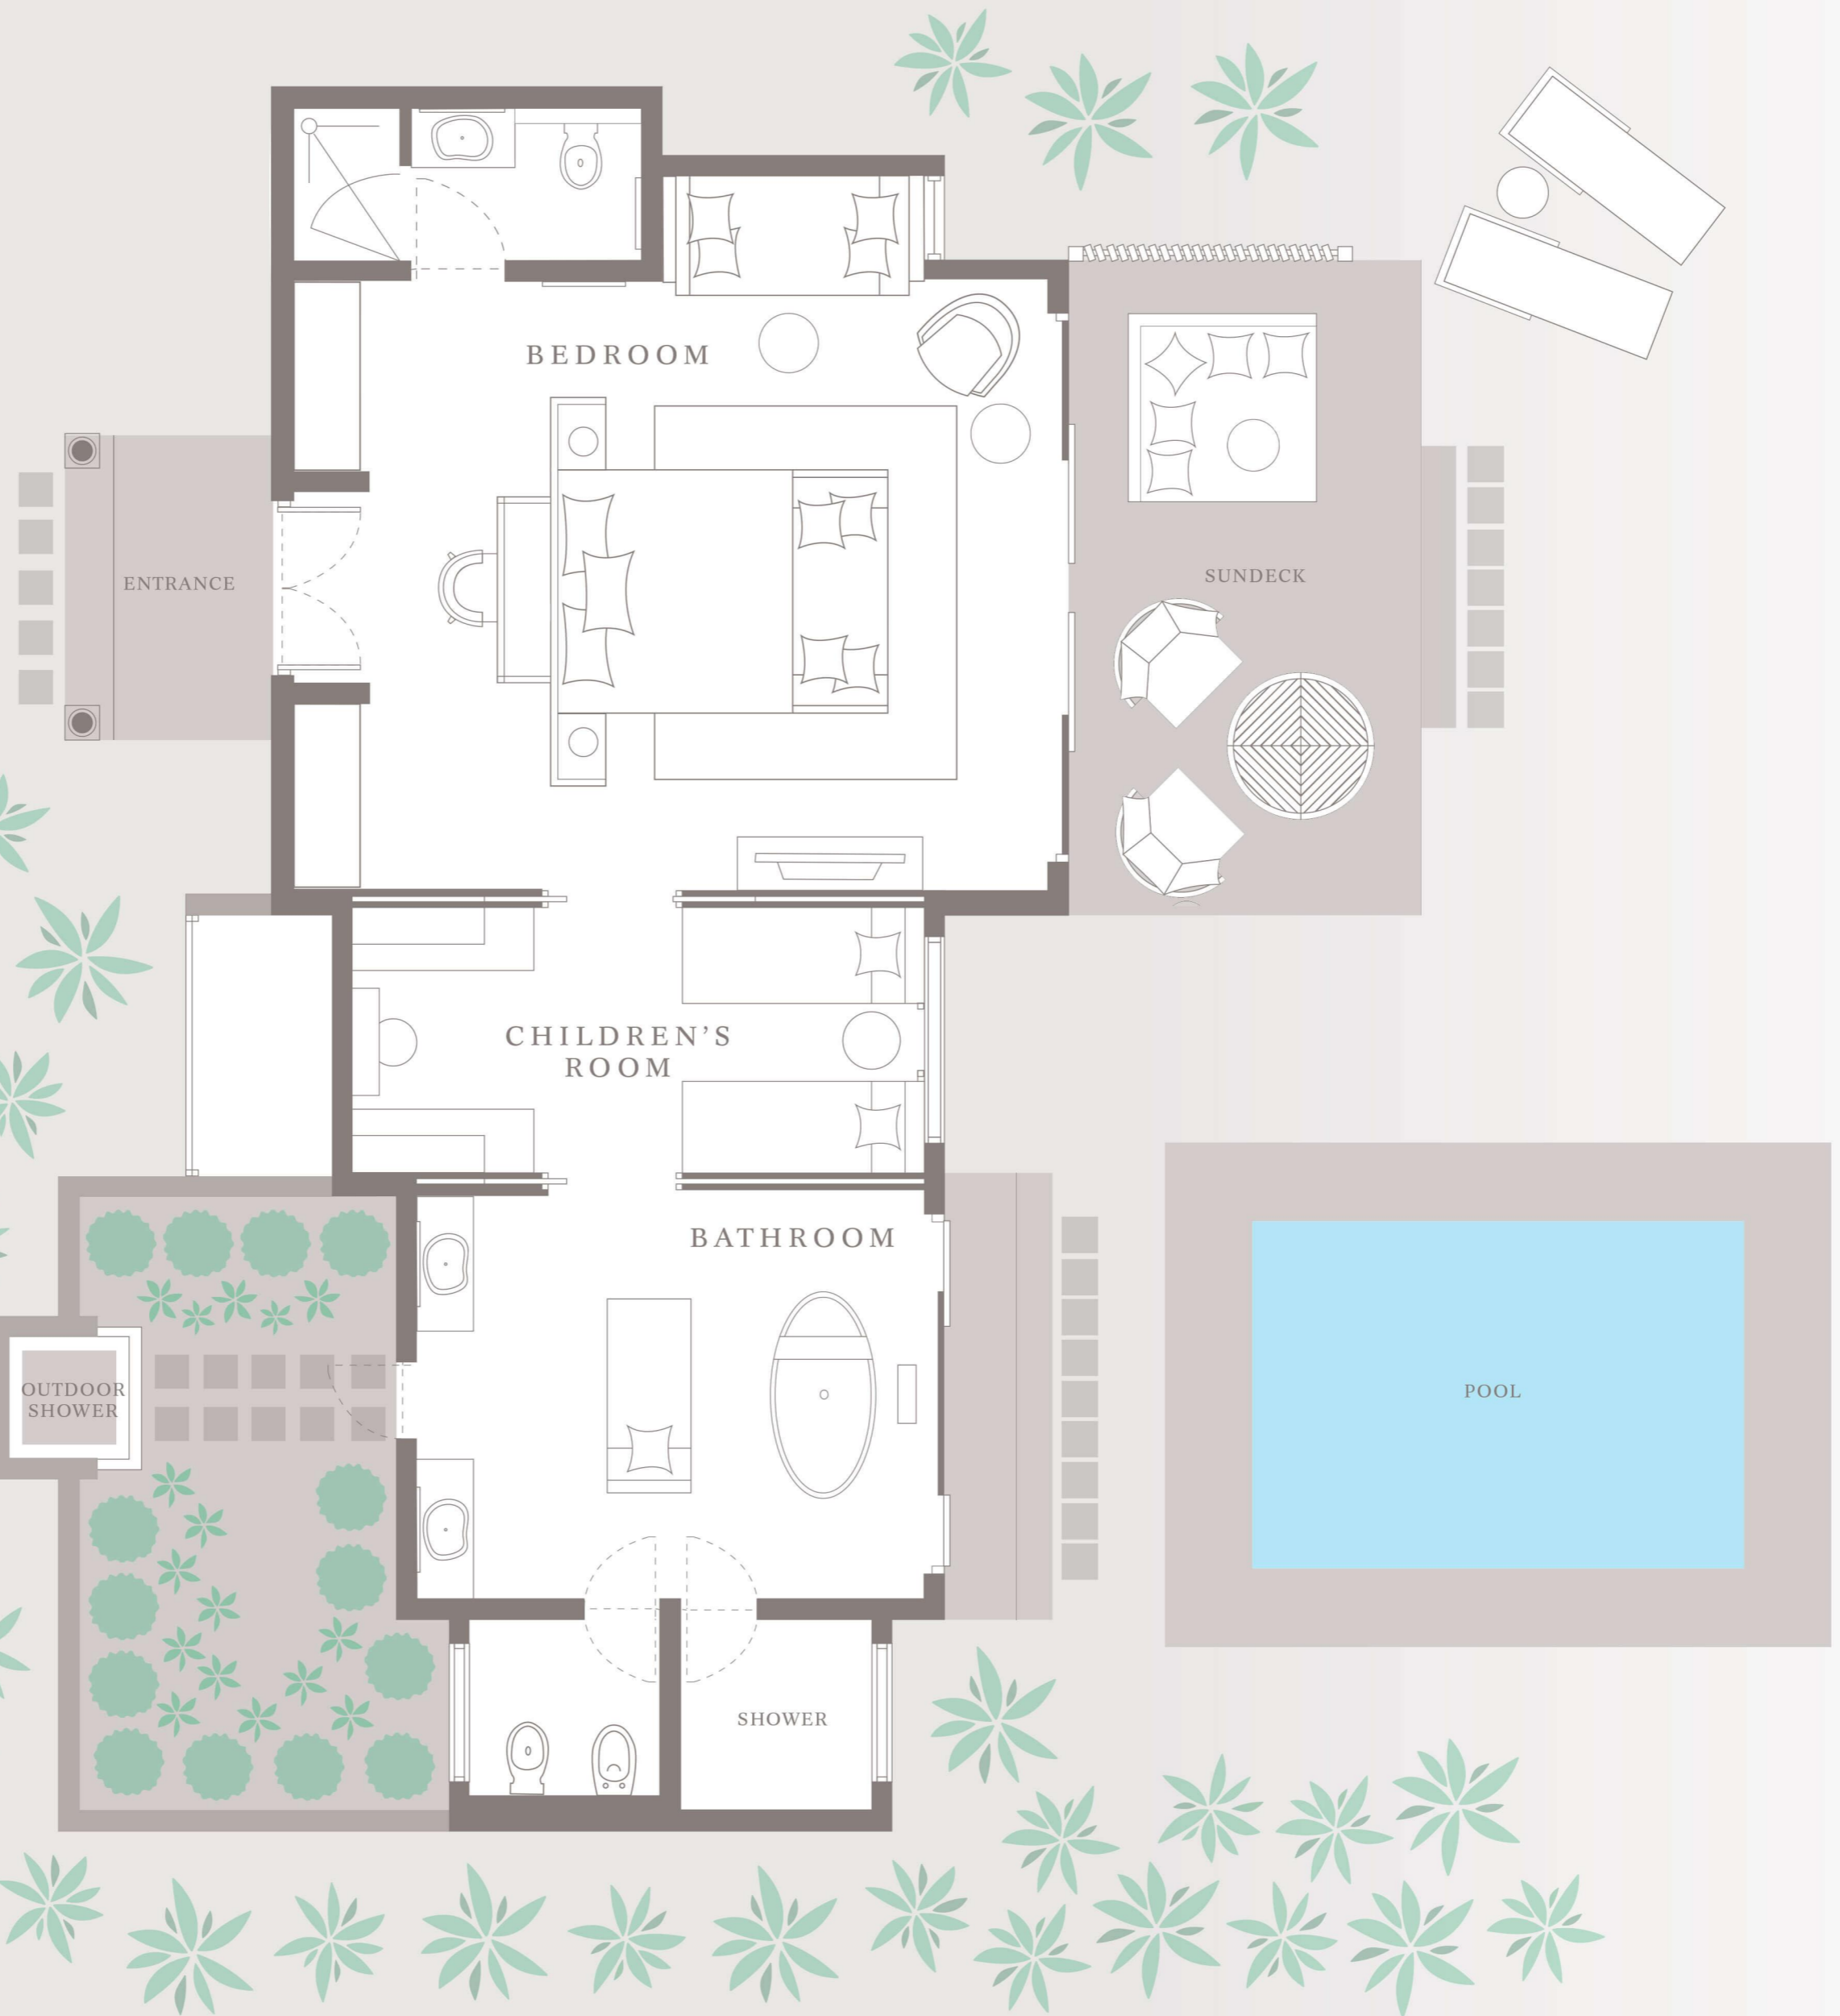 BEDROOM
ENTRANCE
SUNDECK
CHILDREN’S
ROOM
BATHROOM
OUTDOOR
SHOWER
POOL
SHOWER